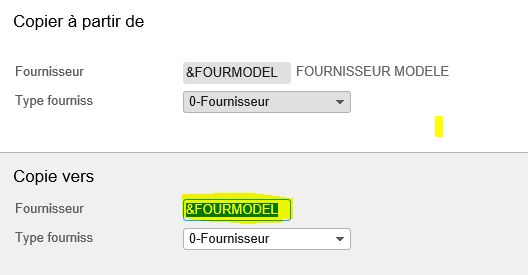 Copier à partir de
Fournisseur &FOURMODEL FOURNISSEUR MODELE
Type fourniss 0-Fournisseur
Copie vers
Fournisseur &FOURMODEL
Type fourniss 0-Fournisseur